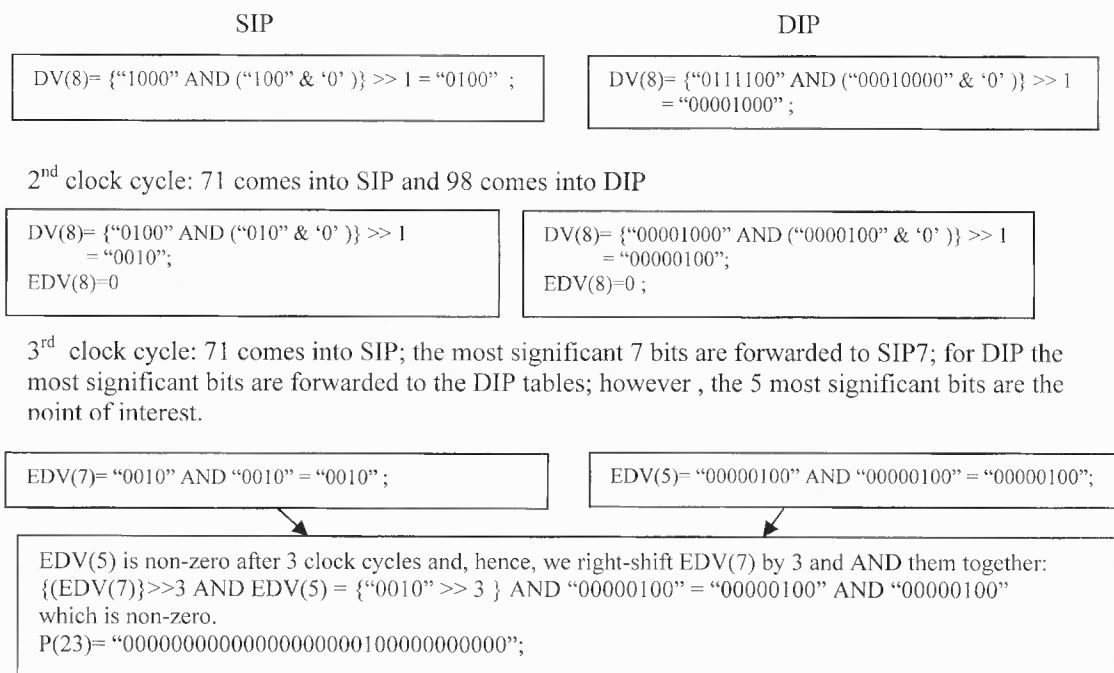 SIP DIP
DV(8)= {“1000” AND (“100” & ‘0’ )} >> 1 = “0100” ;
DV(8)= {“0111100” AND (“00010000” & ‘0’ )} >> 1
= “00001000” ;
2nd clock cycle: 71 comes into SIP and 98 comes into DIP
DV(8)= {“0100” AND (“010” & ‘0’ )} >> 1
= “0010”;
EDV(8)=0
DV(8)= {“00001000” AND (“0000100” & ‘0’ )} >> 1
= “00000100”;
EDV(8)=0 ;
3rd clock cycle: 71 comes into SIP; the most significant 7 bits are forwarded to SIP7; for DIP the
most significant bits are forwarded to the DIP tables; however , the 5 most significant bits are the
point of interest.
EDV(7)= “0010” AND “0010” = “0010” ;
EDV(5)= “00000100” AND “00000100” = “00000100”;
EDV(5) is non-zero after 3 clock cycles and, hence, we right-shift EDV(7) by 3 and AND them together:
{(EDV(7)}>>3 AND EDV(5) = {“0010” >> 3 } AND “00000100” = “00000100” AND “00000100”
which is non-zero.
P(23)= “00000000000000000001000000000000”;